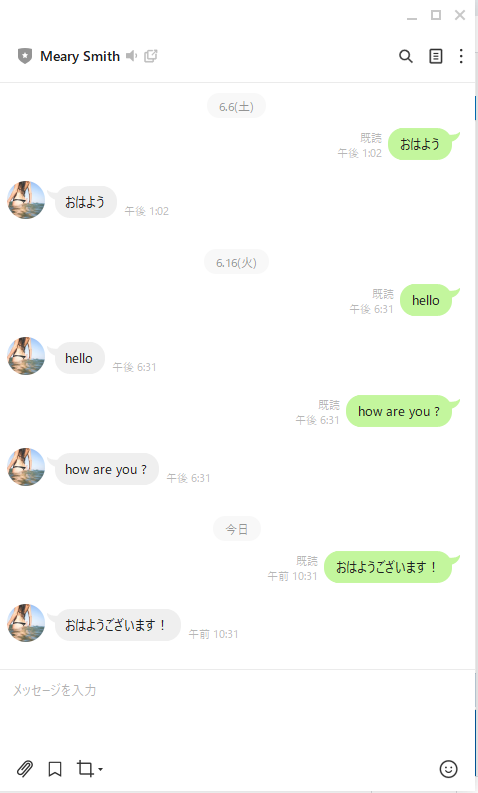 Meary Smith
6.6(土)
既読
午後 1:02
おはよう
おはよう
午後 1:02
6.16(火)
既読
午後 6:31
hello
hello
午後 6:31
既読
午後 6:31
how are you ?
how are you ?
午後 6:31
今日
既読
午前 10:31
おはようございます！
おはようございます！
午前 10:31
メッセージを入力